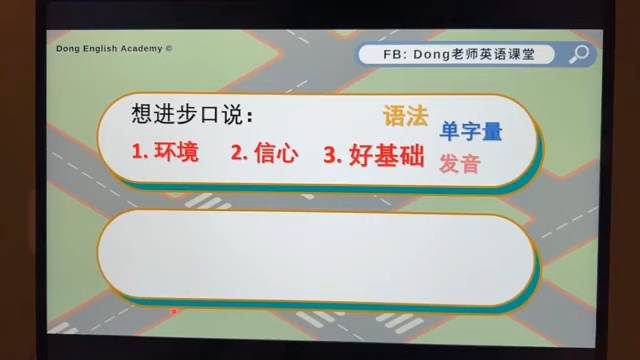 Dong English Academy ©
FB: Dong老师英语课堂
想进步口说:
语法
单字量
1. 环境 2. 信心 3. 好基础
发音